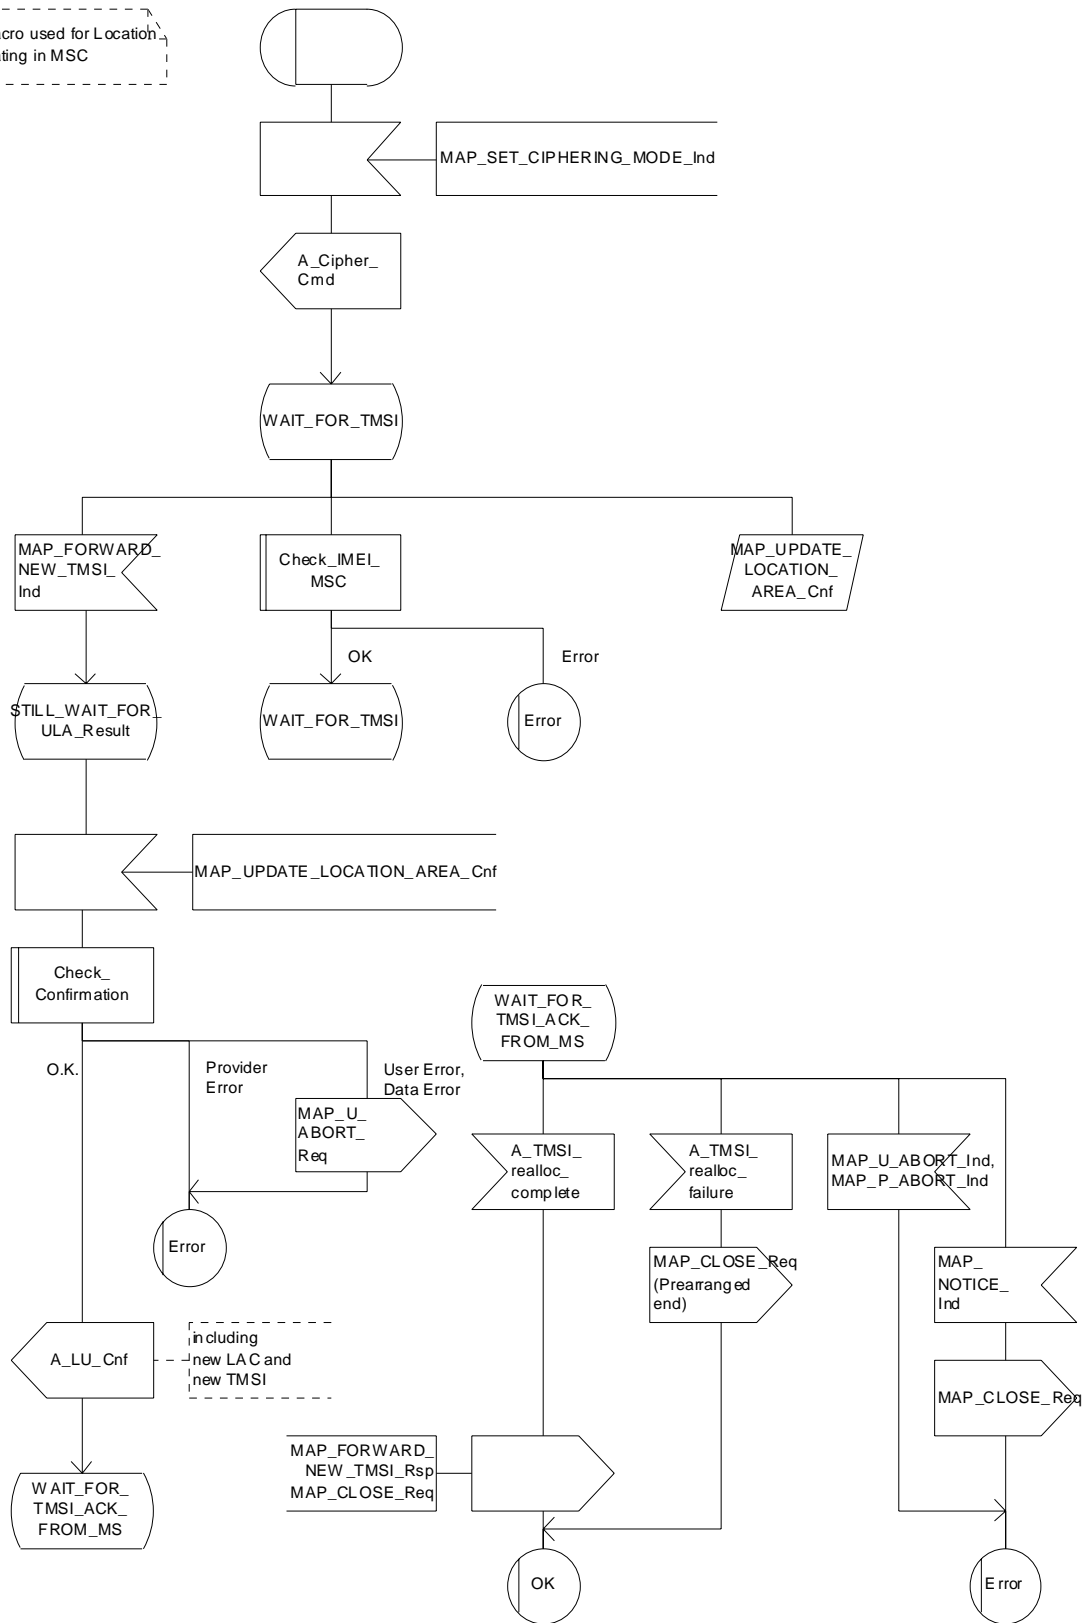 used for Location
in MSC
MAP_SET_CIPHERING_MODE_Ind
A_Cipher_
Cmd
WAIT_FOR_TMSI
MAP_FORWARD_
NEW_TMSI_
Ind
Check_IMEI_
MSC
MAP_UPDATE_
LOCATION_
AREA_Cnf
OK
Error
STILL_WAIT_FOR_
ULA_Result
WAIT_FOR_TMSI
Error
MAP_UPDATE_LOCATION_AREA_Cnf
Check_
Confirmation
O.K.
Provider
Error
User Error,
Data Error
MAP_U_
ABORT_
Req
Error
WAIT_FOR_
TMSI_ACK_
FROM_MS
A_TMSI_
realloc_
complete
A_TMSI_
realloc_
failure
MAP_U_ABORT_Ind,
MAP_P_ABORT_Ind
MAP_CLOSE_Req
(Prearranged
end)
MAP_
NOTICE_
Ind
A_LU_Cnf
including
new LAC and
new TMSI
MAP_CLOSE_Req
MAP_FORWARD_
NEW_TMSI_Rsp
MAP_CLOSE_Req
WAIT_FOR_
TMSI_ACK_
FROM_MS
OK
Error